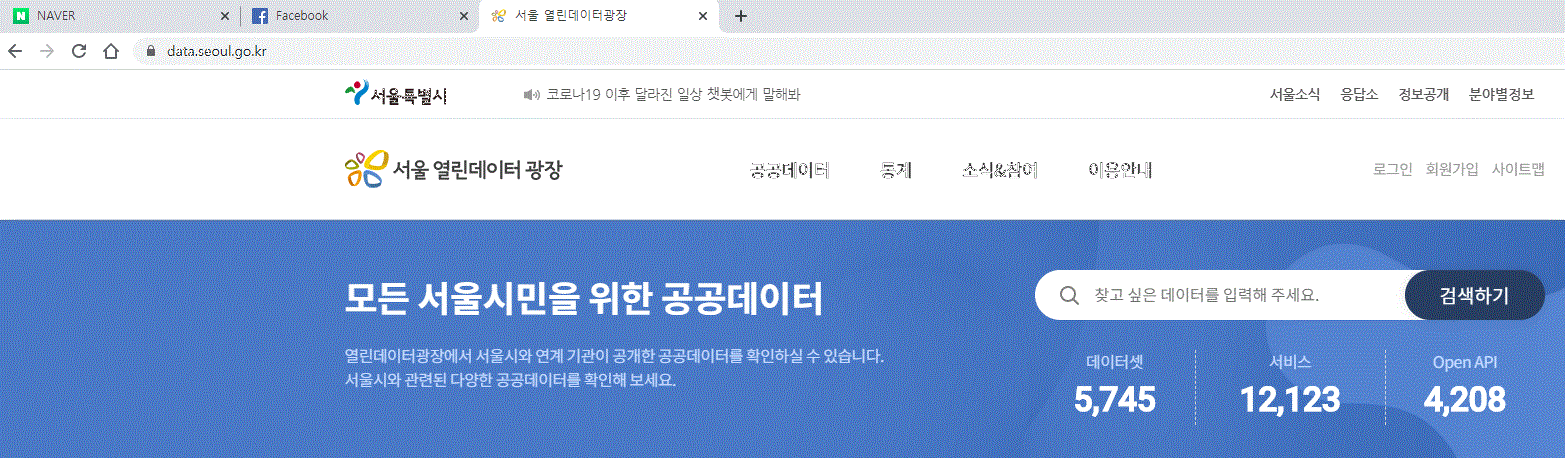 NAVER
Facebook
서울 열린데이터광장
data.seoul.go.kr
서울특별시
코로나19 이후 달라진 일상 챗봇에게 말해봐
서울소식 응답소 정보공개 분야별정보
서울 열린데이터 광장
공공데이터 통계 소식&참여 이용안내
로그인 회원가입 사이트맵
모든 서울시민을 위한 공공데이터
찾고 싶은 데이터를 입력해 주세요.
검색하기
열린데이터광장에서 서울시와 연계 기관이 공개한 공공데이터를 확인하실 수 있습니다.
서울시와 관련된 다양한 공공데이터를 확인해 보세요.
데이터셋 서비스 Open API
5,745 12,123 4,208